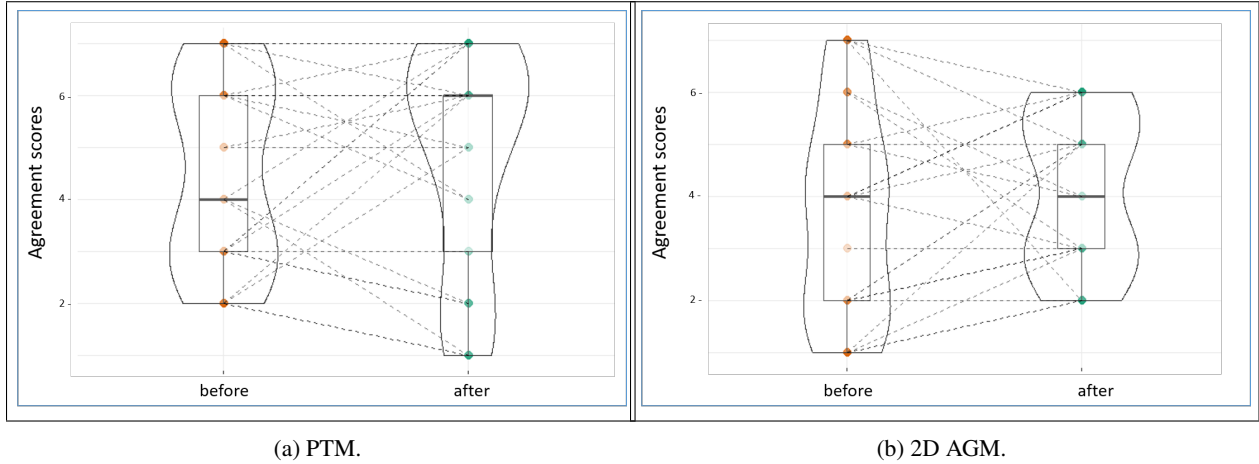 Agreement scores
6
4
2
before
after
(a) PTM.
Agreement scores
6
4
2
before
after
(b) 2D AGM.